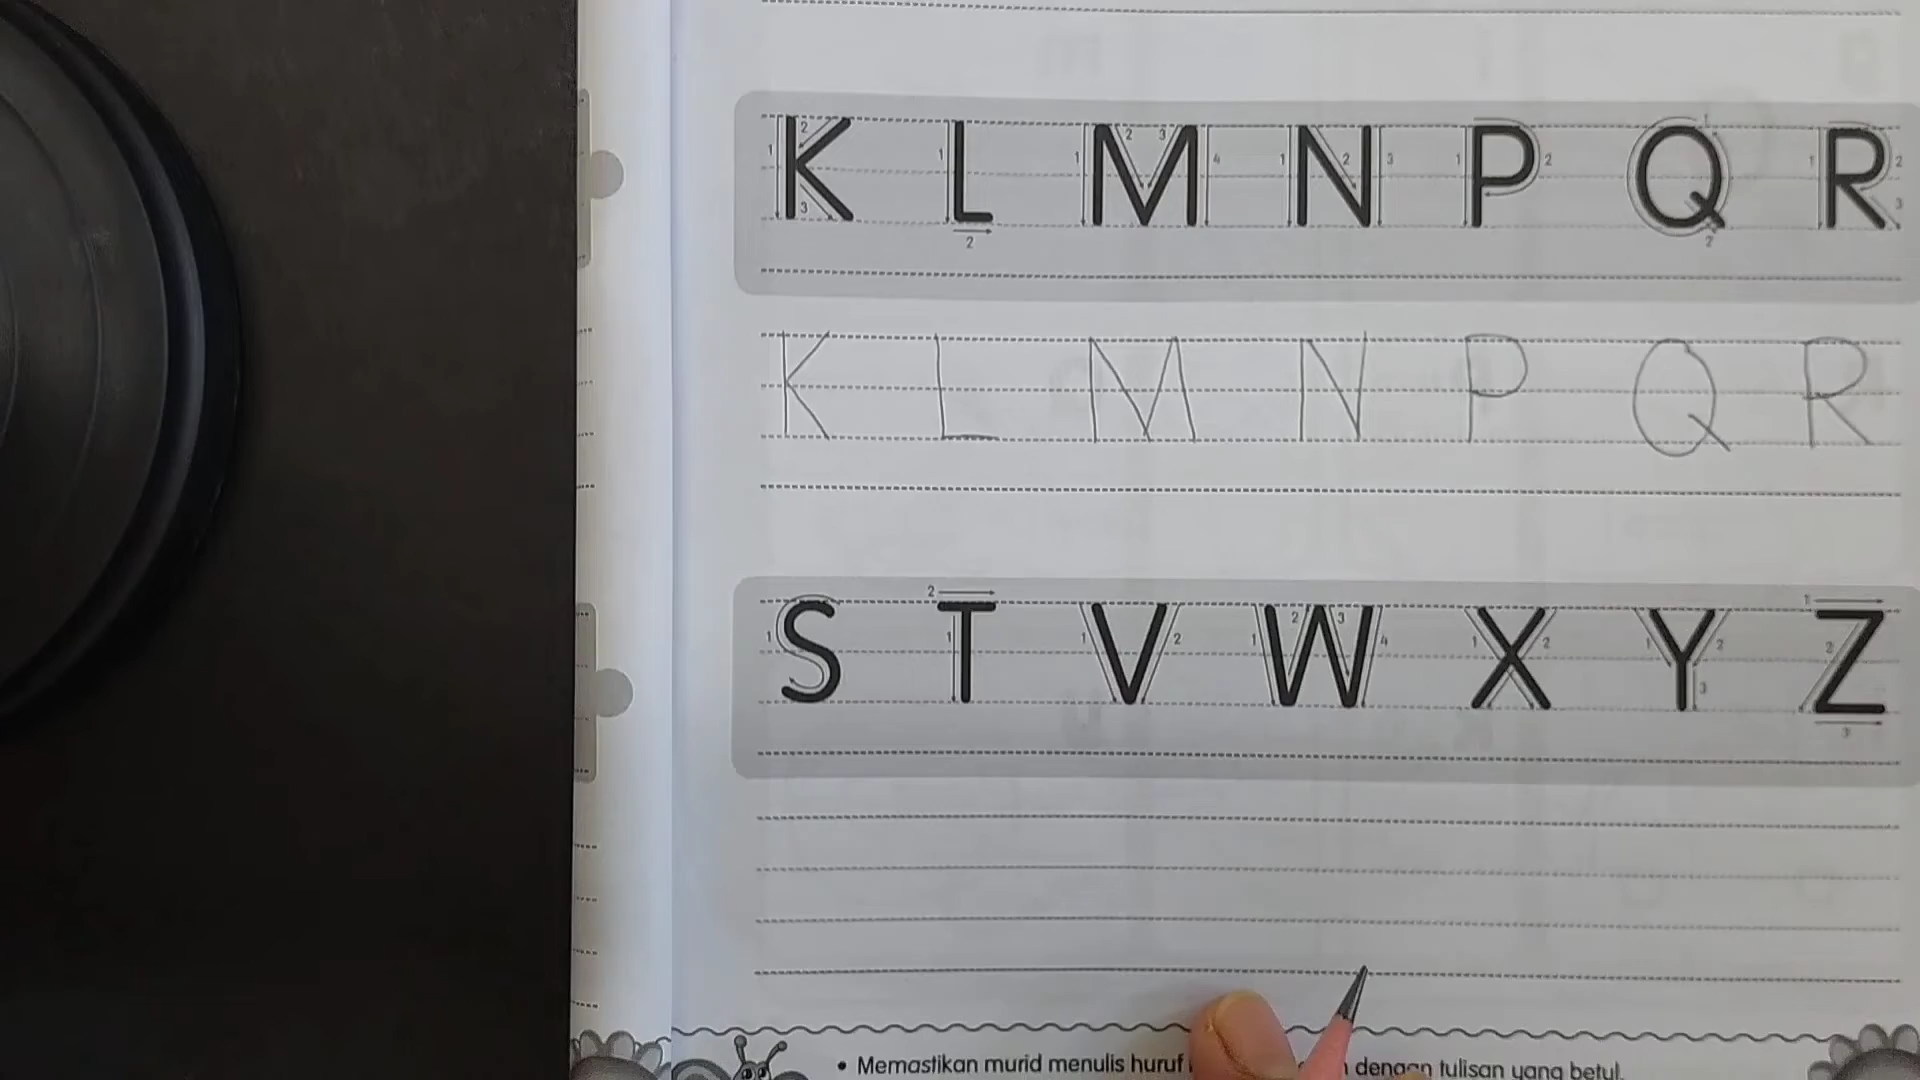 K L M N P Q R
K L M N P Q R
S T V W X Y Z
• Memastikan murid menulis huruf dengan tulisan yang betul.